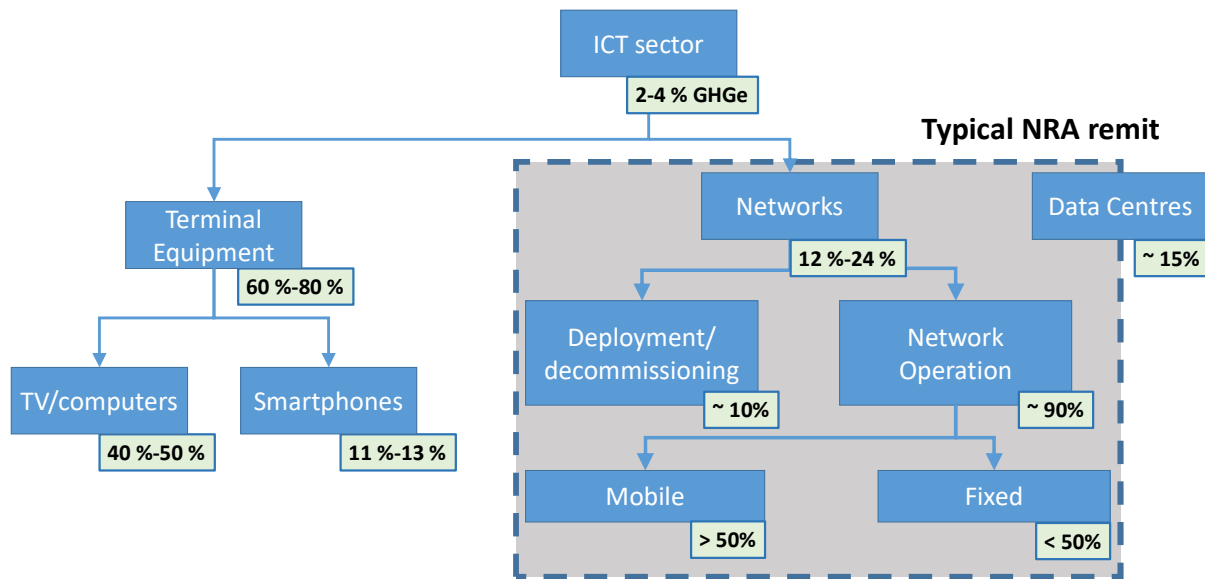 ICT sector
2-4 % GHGe
Typical NRA remit
Networks
Data Centres
12 %-24 %
~ 15%
Terminal
Equipment
60 %-80 %
Deployment/
decommissioning
~ 10%
Network
Operation
~ 90%
TV/computers
40 %-50 %
Smartphones
11 %-13 %
Mobile
> 50%
Fixed
< 50%